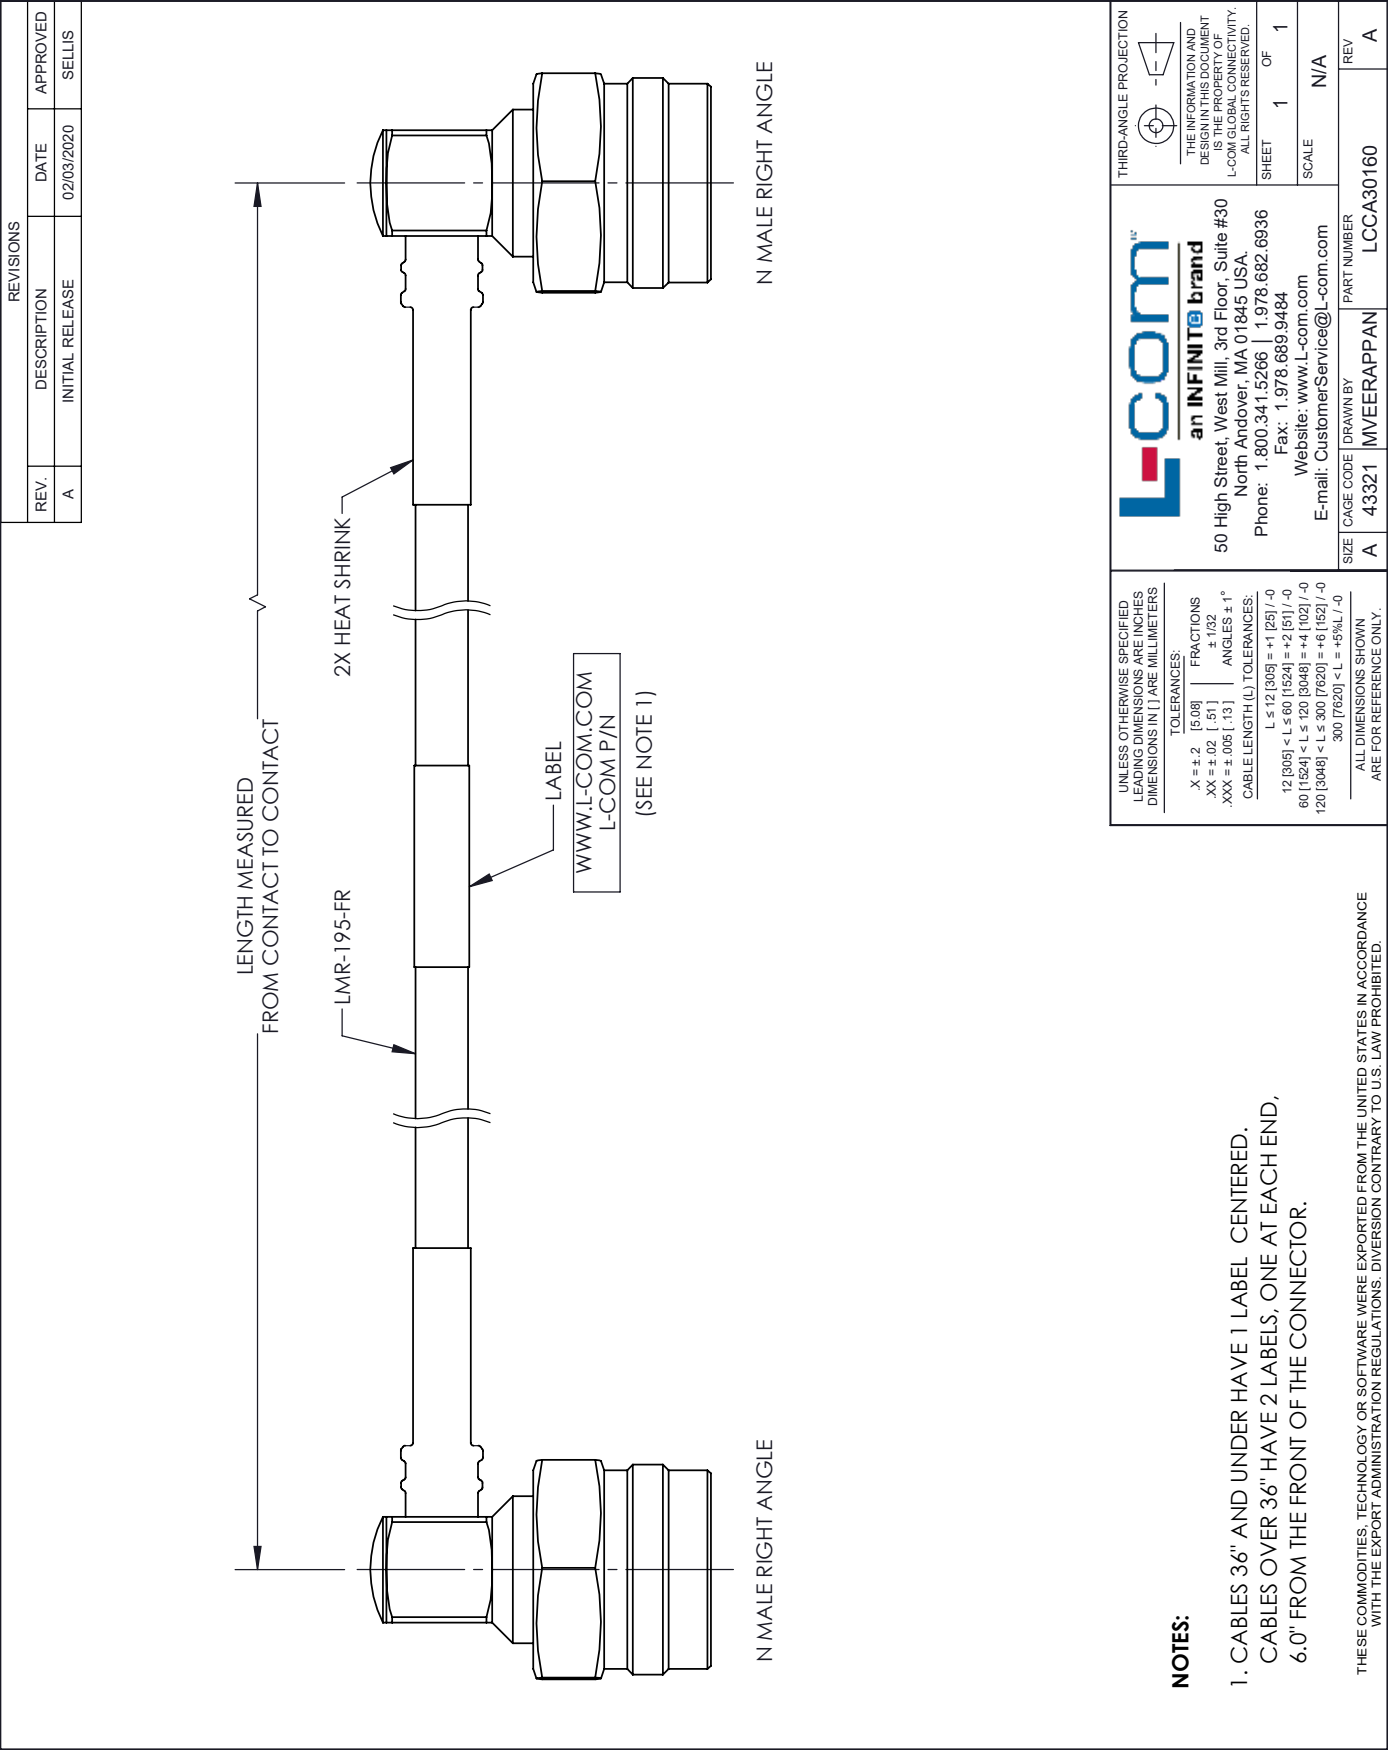 REVISIONS
REV. DESCRIPTION DATE APPROVED
A INITIAL RELEASE 02/03/2020 SELLIS
LENGTH MEASURED
FROM CONTACT TO CONTACT
LMR-195-FR
2X HEAT SHRINK
LABEL
WWW.L-COM.COM
L-COM P/N
(SEE NOTE 1)
N MALE RIGHT ANGLE
N MALE RIGHT ANGLE
NOTES:
1. CABLES 36" AND UNDER HAVE 1 LABEL CENTERED.
CABLES OVER 36" HAVE 2 LABELS, ONE AT EACH END,
6.0" FROM THE FRONT OF THE CONNECTOR.
THESE COMMODITIES, TECHNOLOGY OR SOFTWARE WERE EXPORTED FROM THE UNITED STATES IN ACCORDANCE
WITH THE EXPORT ADMINISTRATION REGULATIONS. DIVERSION CONTRARY TO U.S. LAW PROHIBITED.
UNLESS OTHERWISE SPECIFIED
LEADING DIMENSIONS ARE INCHES
DIMENSIONS IN [ ] ARE MILLIMETERS
TOLERANCES:
.X = ± .2 [5.08] FRACTIONS
.XX = ± .02 [ .51] ± 1/32
.XXX = ± .005 [ .13 ] ANGLES ± 1°
CABLE LENGTH (L) TOLERANCES:
L ≤ 12 [305] = +1 [25] / -0
12 [305] < L ≤ 60 [1524] = +2 [51] / -0
60 [1524] < L ≤ 120 [3048] = +4 [102] / -0
120 [3048] < L ≤ 300 [7620] = +6 [152] / -0
300 [7620] < L = +5%L / -0
ALL DIMENSIONS SHOWN
ARE FOR REFERENCE ONLY.
L-com
an INFINITe brand
50 High Street, West Mill, 3rd Floor, Suite #30
North Andover, MA 01845 USA.
Phone: 1.800.341.5266 | 1.978.682.6936
Fax: 1.978.689.9484
Website: www.L-com.com
E-mail: CustomerService@L-com.com
THIRD-ANGLE PROJECTION
THE INFORMATION AND
DESIGN IN THIS DOCUMENT
IS THE PROPERTY OF
L-COM GLOBAL CONNECTIVITY.
ALL RIGHTS RESERVED.
SHEET 1 OF 1
SCALE N/A
SIZE A
CAGE CODE 43321
DRAWN BY MVEERAPPAN
PART NUMBER LCCA30160
REV A